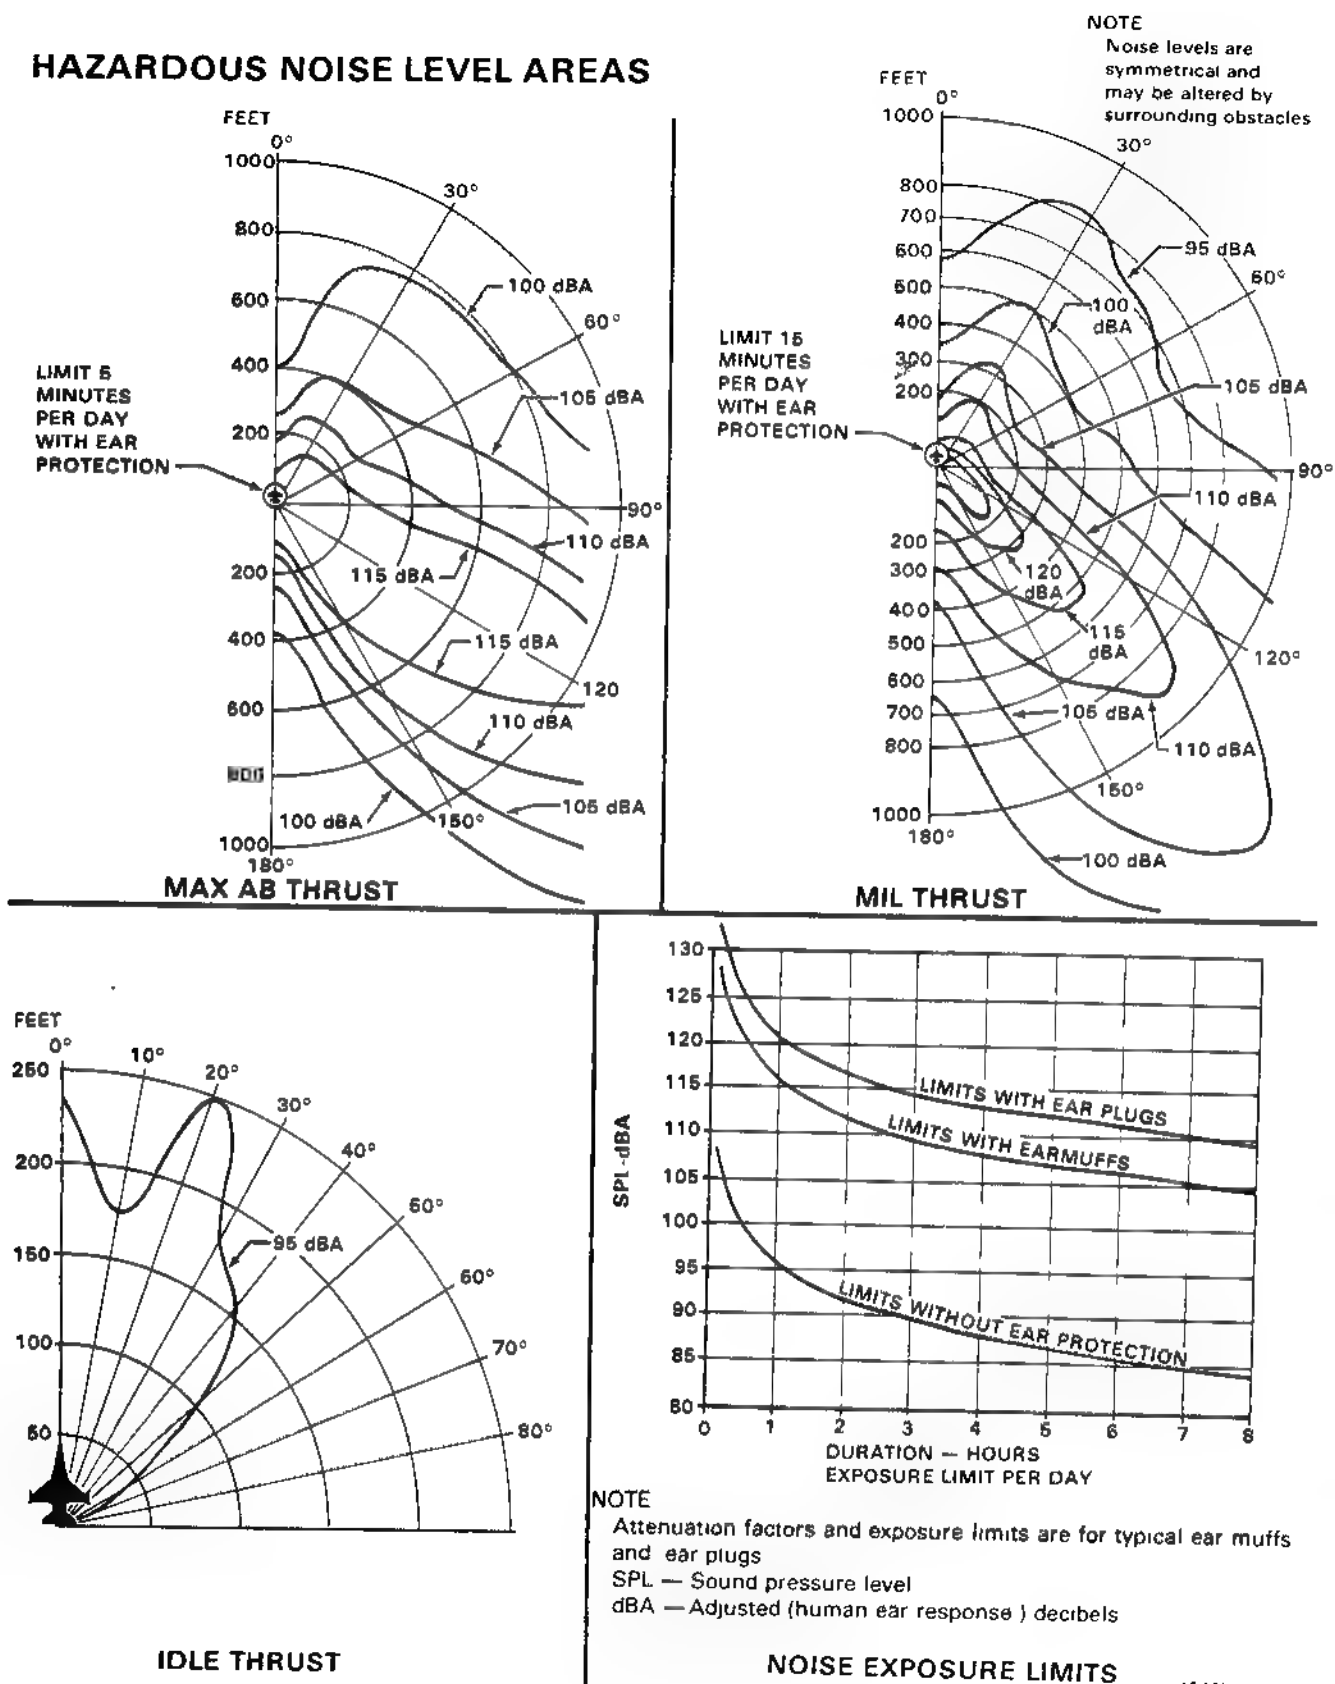 HAZARDOUS NOISE LEVEL AREAS
NOTE
Noise levels are
symmetrical and
may be altered by
surrounding obstacles
FEET
0°
1000
800
600
400
200
200
400
600
1000
180°
30°
60°
90°
120
150°
100 dBA
105 dBA
110 dBA
115 dBA
115 dBA
110 dBA
105 dBA
100 dBA
LIMIT 5
MINUTES
PER DAY
WITH EAR
PROTECTION
MAX AB THRUST
FEET
0°
1000
800
700
600
500
400
300
200
200
300
400
500
600
700
800
1000
180°
30°
60°
90°
120°
150°
95 dBA
100
dBA
105 dBA
110 dBA
120
dBA
115
dBA
105 dBA
110 dBA
100 dBA
LIMIT 15
MINUTES
PER DAY
WITH EAR
PROTECTION
MIL THRUST
FEET
0°
10°
20°
30°
40°
50°
60°
70°
80°
250
200
150
100
50
95 dBA
IDLE THRUST
130
125
120
115
110
105
100
95
90
85
80
SPL-dBA
LIMITS WITH EAR PLUGS
LIMITS WITH EARMUFFS
LIMITS WITHOUT EAR PROTECTION
0 1 2 3 4 5 6 7 8
DURATION — HOURS
EXPOSURE LIMIT PER DAY
NOTE
Attenuation factors and exposure limits are for typical ear muffs
and ear plugs
SPL — Sound pressure level
dBA — Adjusted (human ear response ) decibels
NOISE EXPOSURE LIMITS